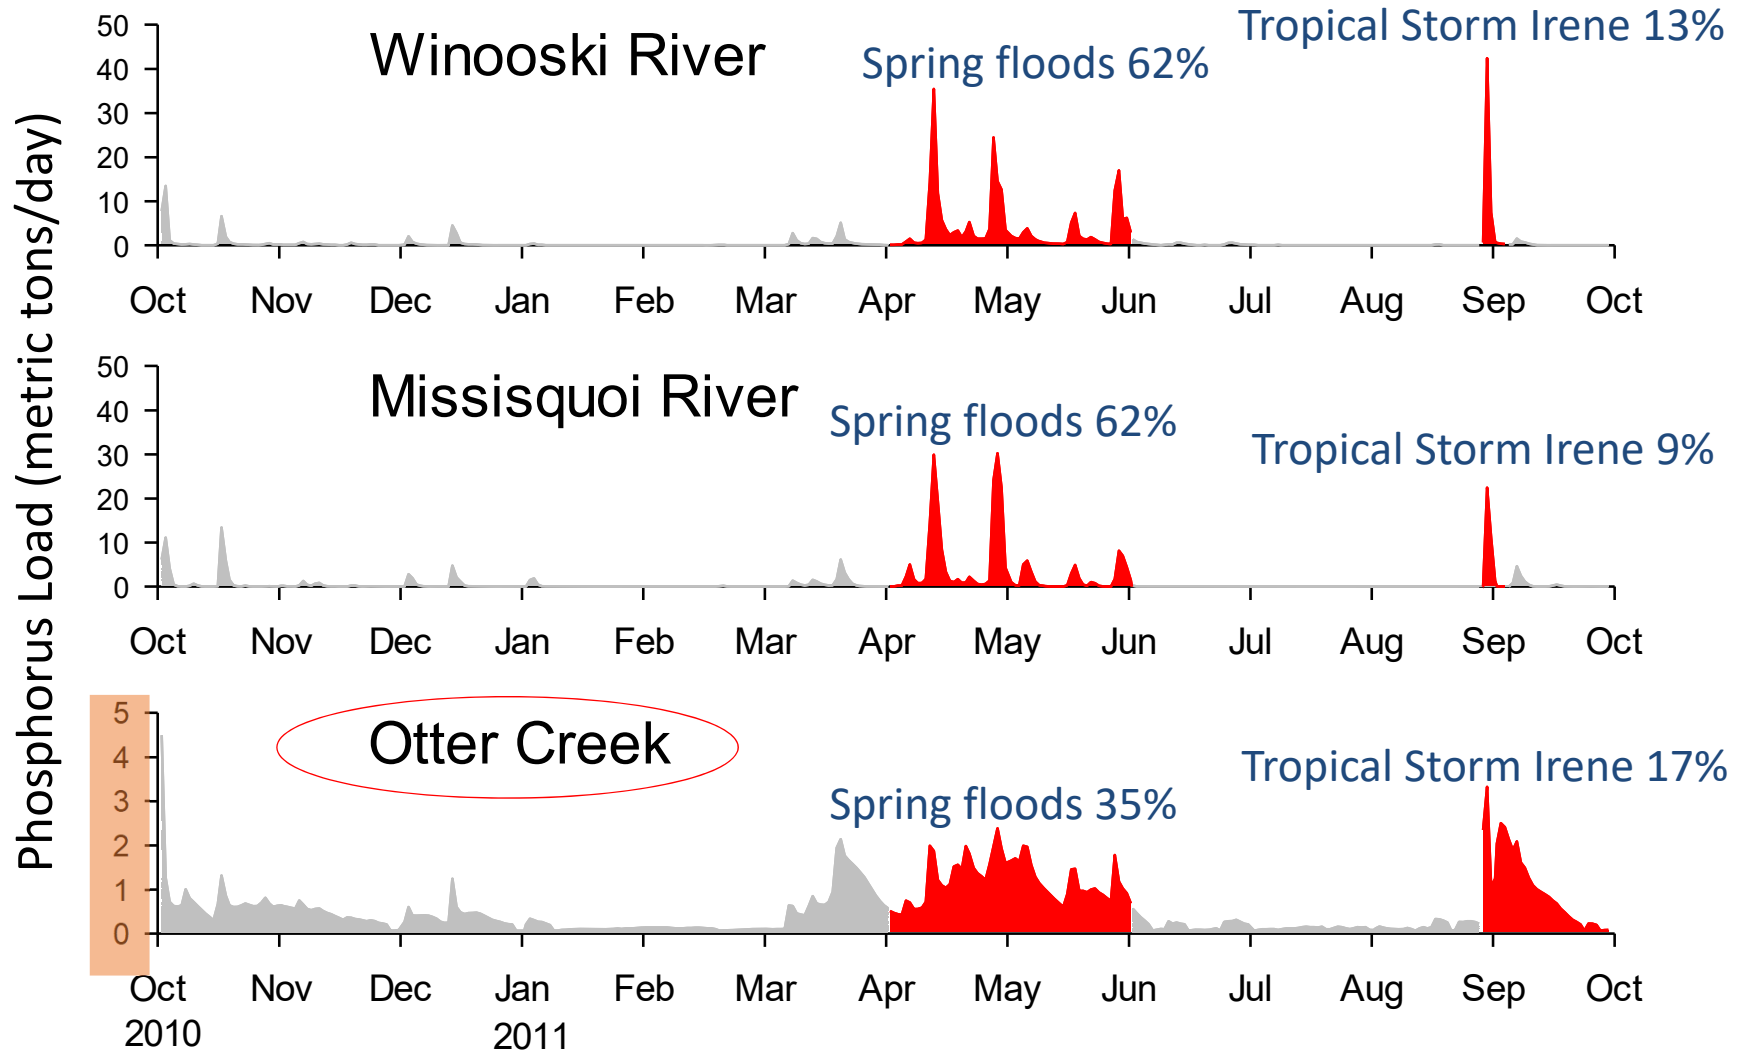 Phosphorus Load (metric tons/day)
Winooski River
Spring floods 62%
Tropical Storm Irene 13%
50
40
30
20
10
0
Oct Nov Dec Jan Feb Mar Apr May Jun Jul Aug Sep Oct
Missisquoi River
Spring floods 62%
Tropical Storm Irene 9%
50
40
30
20
10
0
Oct Nov Dec Jan Feb Mar Apr May Jun Jul Aug Sep Oct
Otter Creek
Spring floods 35%
Tropical Storm Irene 17%
5
4
3
2
1
0
Oct Nov Dec Jan Feb Mar Apr May Jun Jul Aug Sep Oct
2010 2011